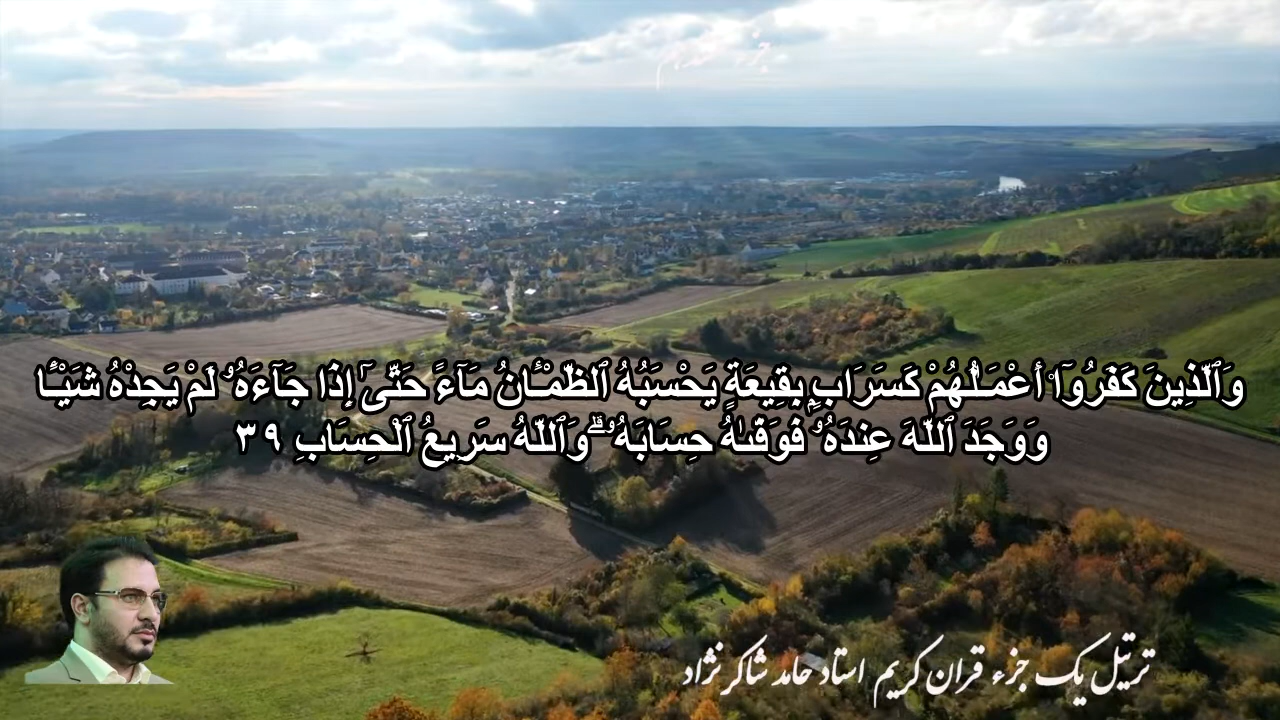 وَٱلَّذِينَ كَفَرُوٓا۟ أَعْمَـٰلُهُمْ كَسَرَابٍۭ بِقِيعَةٍ يَحْسَبُهُ ٱلظَّمْـَٔانُ مَآءً حَتَّىٰٓ إِذَا جَآءَهُۥ لَمْ يَجِدْهُ شَيْـًٔا
وَوَجَدَ ٱللَّهَ عِندَهُۥ فَوَفَّىٰهُ حِسَابَهُۥ ۗ وَٱللَّهُ سَرِيعُ ٱلْحِسَابِ ٣٩
ترتیل یک جزء قران کریم استاد حامد شاکرنژاد